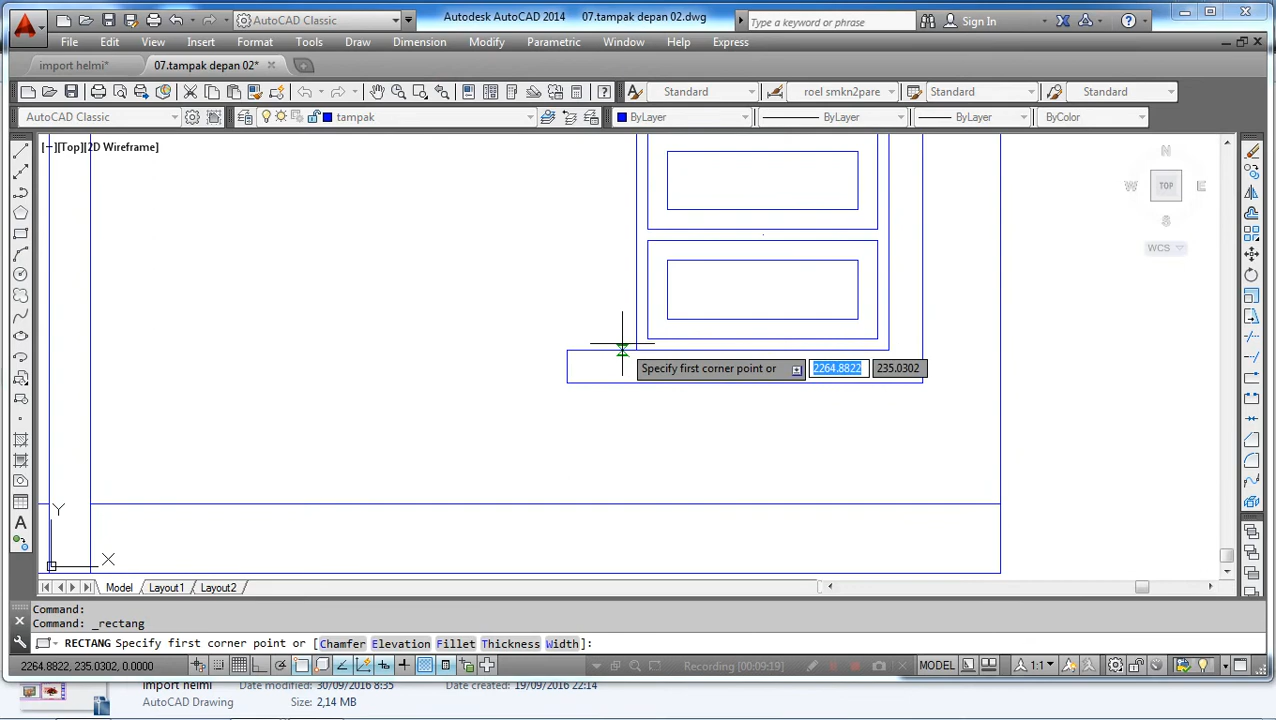 AutoCAD Classic
Autodesk AutoCAD 2014 07.tampak depan 02.dwg
Type a keyword or phrase
Sign In
File Edit View Insert Format Tools Draw Dimension Modify Parametric Window Help Express
import helmi*
07.tampak depan 02*
Standard
roel smkn2pare
Standard
Standard
AutoCAD Classic
tampak
ByLayer
ByLayer
ByLayer
ByColor
[−][Top][2D Wireframe]
N
W
TOP
E
S
WCS
Specify first corner point or
2264.8822
235.0302
Y
X
Model Layout1 Layout2
Command:
Command: _rectang
RECTANG Specify first corner point or [Chamfer Elevation Fillet Thickness Width]:
2264.8822, 235.0302, 0.0000
Recording [00:09:19]
MODEL
1:1
import helmi
Date modified: 30/09/2016 8:35
Date created: 19/09/2016 22:14
AutoCAD Drawing
Size: 2,14 MB